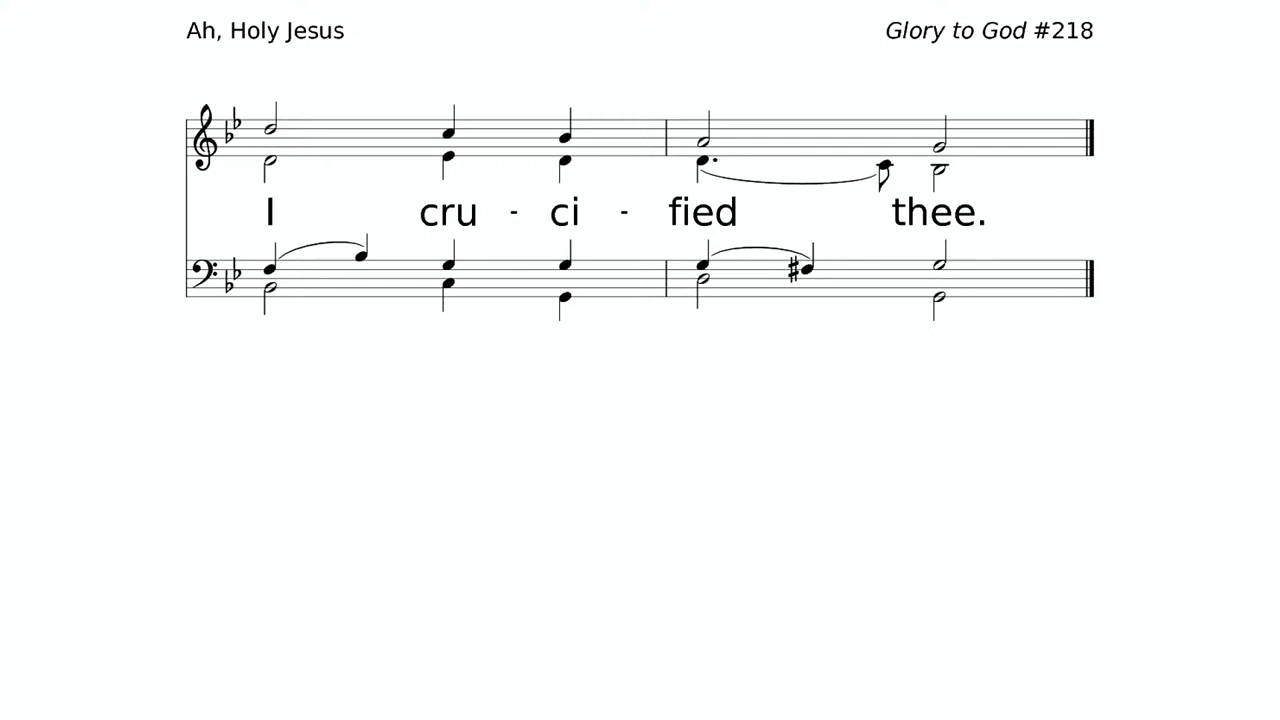 Ah, Holy Jesus
Glory to God #218
I cru - ci - fied thee.